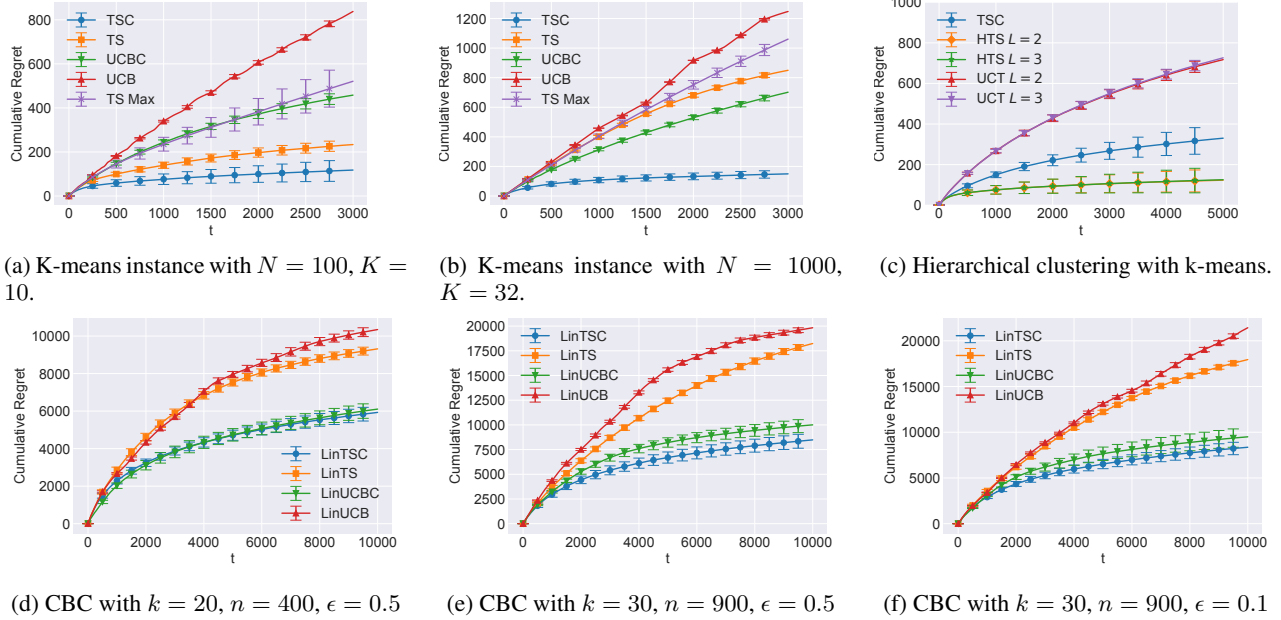 800
600
400
200
0
Cumulative Regret
TSC
TS
UCBC
UCB
TS Max
0 500 1000 1500 2000 2500 3000
t
(a) K-means instance with N = 100, K =
10.
1200
1000
800
600
400
200
0
Cumulative Regret
TSC
TS
UCBC
UCB
TS Max
0 500 1000 1500 2000 2500 3000
t
(b) K-means instance with N = 1000,
K = 32.
1000
800
600
400
200
0
Cumulative Regret
TSC
HTS L = 2
HTS L = 3
UCT L = 2
UCT L = 3
0 1000 2000 3000 4000 5000
t
(c) Hierarchical clustering with k-means.
10000
8000
6000
4000
2000
0
Cumulative Regret
LinTSC
LinTS
LinUCBC
LinUCB
0 2000 4000 6000 8000 10000
t
(d) CBC with k = 20, n = 400, ϵ = 0.5
20000
17500
15000
12500
10000
7500
5000
2500
0
Cumulative Regret
LinTSC
LinTS
LinUCBC
LinUCB
0 2000 4000 6000 8000 10000
t
(e) CBC with k = 30, n = 900, ϵ = 0.5
20000
15000
10000
5000
0
Cumulative Regret
LinTSC
LinTS
LinUCBC
LinUCB
0 2000 4000 6000 8000 10000
t
(f) CBC with k = 30, n = 900, ϵ = 0.1